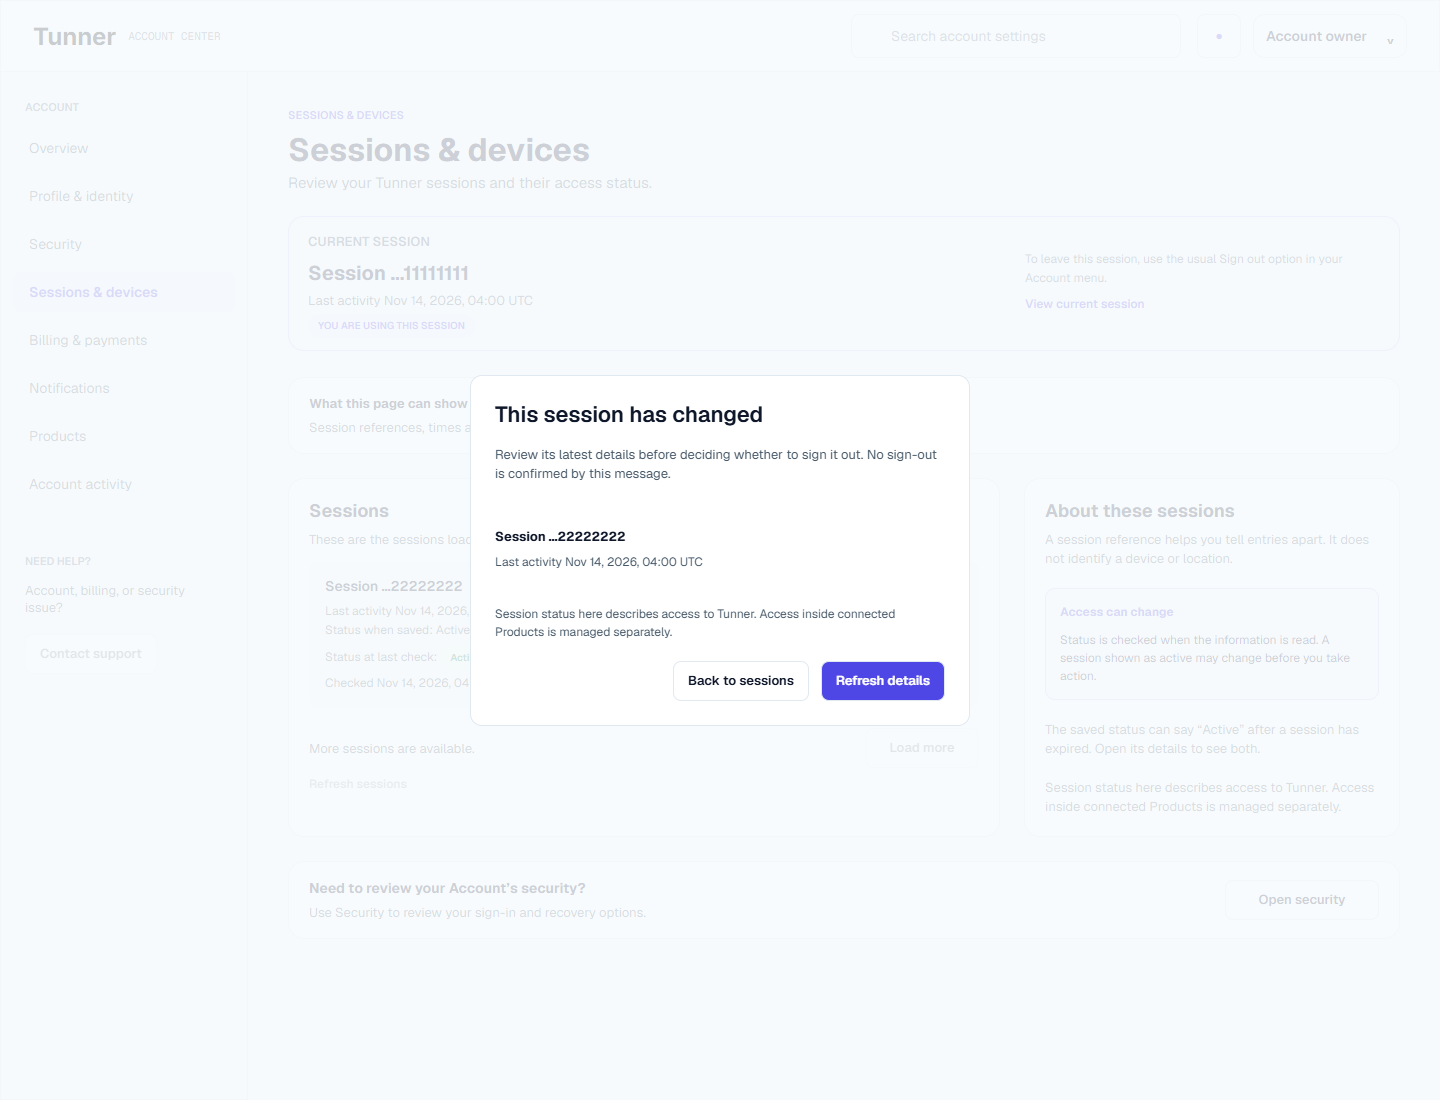 Tunner ACCOUNT CENTER
Search account settings
Account owner
ACCOUNT
Overview
Profile & identity
Security
Sessions & devices
Billing & payments
Notifications
Products
Account activity
NEED HELP?
Account, billing, or security
issue?
Contact support
SESSIONS & DEVICES
Sessions & devices
Review your Tunner sessions and their access status.
CURRENT SESSION
Session ...11111111
Last activity Nov 14, 2026, 04:00 UTC
YOU ARE USING THIS SESSION
To leave this session, use the usual Sign out option in your
Account menu.
View current session
What this page can show
Session references, times a
This session has changed
Review its latest details before deciding whether to sign it out. No sign-out
is confirmed by this message.
Session ...22222222
Last activity Nov 14, 2026, 04:00 UTC
Session status here describes access to Tunner. Access inside connected
Products is managed separately.
Back to sessions
Refresh details
Sessions
These are the sessions load
Session ...22222222
Last activity Nov 14, 2026,
Status when saved: Active
Status at last check: Acti
Checked Nov 14, 2026, 04
More sessions are available.
Load more
Refresh sessions
About these sessions
A session reference helps you tell entries apart. It does
not identify a device or location.
Access can change
Status is checked when the information is read. A
session shown as active may change before you take
action.
The saved status can say “Active” after a session has
expired. Open its details to see both.
Session status here describes access to Tunner. Access
inside connected Products is managed separately.
Need to review your Account's security?
Use Security to review your sign-in and recovery options.
Open security